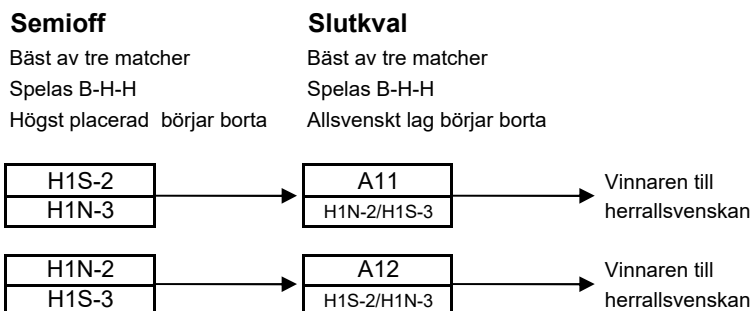 Semioff
Bäst av tre matcher
Spelas B-H-H
Högst placerad börjar borta
Slutkval
Bäst av tre matcher
Spelas B-H-H
Allsvenskt lag börjar borta
H1S-2
H1N-3
A11
H1N-2/H1S-3
Vinnaren till
herrallsvenskan
H1N-2
H1S-3
A12
H1S-2/H1N-3
Vinnaren till
herrallsvenskan